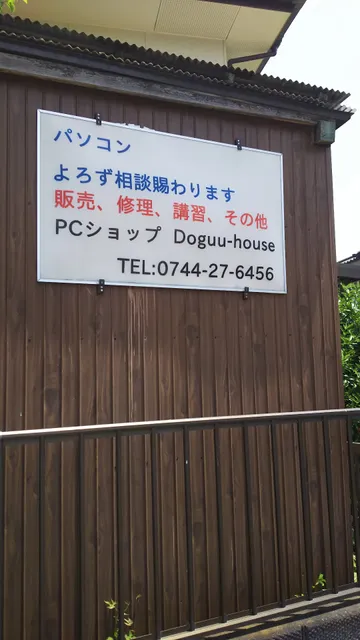 パソコン
よろず相談賜わります
販売、修理、講習、その他
PCショップ Doguu-house
TEL:0744-27-6456